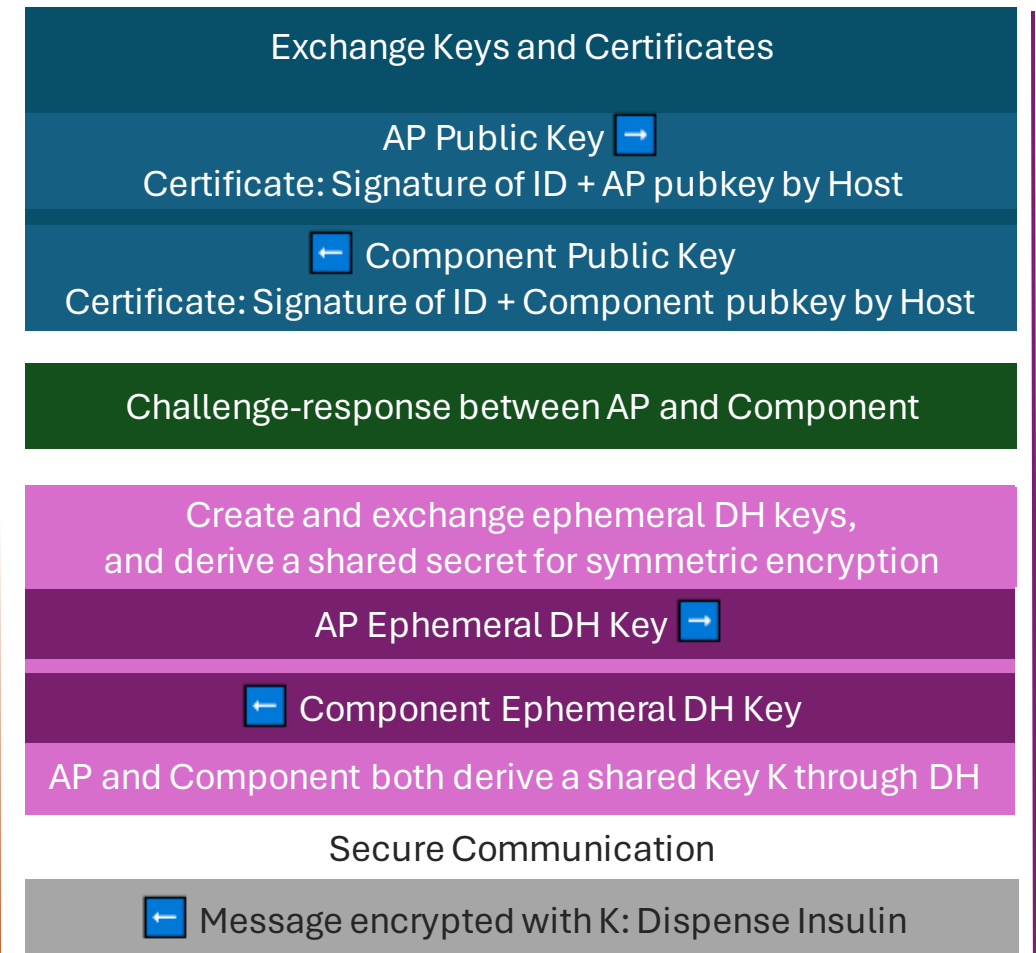 Exchange Keys and Certificates
AP Public Key ➡
Certificate: Signature of ID + AP pubkey by Host
⬅ Component Public Key
Certificate: Signature of ID + Component pubkey by Host
Challenge-response between AP and Component
Create and exchange ephemeral DH keys,
and derive a shared secret for symmetric encryption
AP Ephemeral DH Key ➡
⬅ Component Ephemeral DH Key
AP and Component both derive a shared key K through DH
Secure Communication
⬅ Message encrypted with K: Dispense Insulin